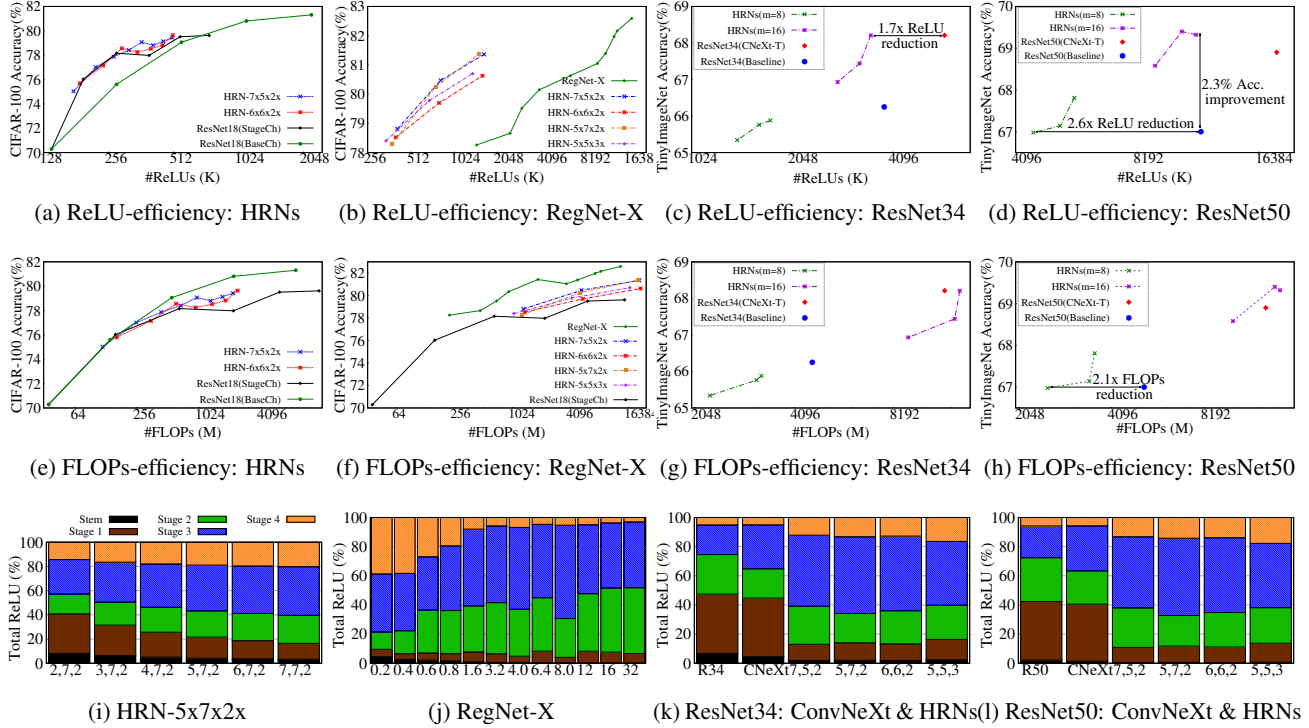 CIFAR-100 Accuracy(%)
82
80
78
76
74
72
70
HRN-7x5x2x
HRN-6x6x2x
ResNet18(StageCh)
ResNet18(BaseCh)
128 256 512 1024 2048
#ReLUs (K)
(a) ReLU-efficiency: HRNs
CIFAR-100 Accuracy(%)
83
82
81
80
79
78
RegNet-X
HRN-7x5x2x
HRN-6x6x2x
HRN-5x7x2x
HRN-5x5x3x
256 512 1024 2048 4096 8192 1638
#ReLUs (K)
(b) ReLU-efficiency: RegNet-X
TinyImageNet Accuracy(%)
69
68
67
66
65
HRNs(m=8)
HRNs(m=16)
ResNet34(CNeXt-T)
ResNet34(Baseline)
1.7x ReLU
reduction
1024 2048 4096
#ReLUs (K)
(c) ReLU-efficiency: ResNet34
TinyImageNet Accuracy(%)
70
69
68
67
66
HRNs(m=8)
HRNs(m=16)
ResNet50(CNeXt-T)
ResNet50(Baseline)
2.3% Acc.
improvement
2.6x ReLU reduction
4096 8192 16384
#ReLUs (K)
(d) ReLU-efficiency: ResNet50
CIFAR-100 Accuracy(%)
82
80
78
76
74
72
70
HRN-7x5x2x
HRN-6x6x2x
ResNet18(StageCh)
ResNet18(BaseCh)
64 256 1024 4096
#FLOPs (M)
(e) FLOPs-efficiency: HRNs
CIFAR-100 Accuracy(%)
82
80
78
76
74
72
70
RegNet-X
HRN-7x5x2x
HRN-6x6x2x
HRN-5x7x2x
HRN-5x5x3x
ResNet18(StageCh)
64 256 1024 4096 16384
#FLOPs (M)
(f) FLOPs-efficiency: RegNet-X
TinyImageNet Accuracy(%)
69
68
67
66
65
HRNs(m=8)
HRNs(m=16)
ResNet34(CNeXt-T)
ResNet34(Baseline)
2048 4096 8192
#FLOPs (M)
(g) FLOPs-efficiency: ResNet34
TinyImageNet Accuracy(%)
70
69
68
67
66
HRNs(m=8)
HRNs(m=16)
ResNet50(CNeXt-T)
ResNet50(Baseline)
2.1x FLOPs
reduction
2048 4096 8192
#FLOPs (M)
(h) FLOPs-efficiency: ResNet50
Stem Stage 2 Stage 4
Stage 1 Stage 3
Total ReLU (%)
100
80
60
40
20
0
2,7,2 3,7,2 4,7,2 5,7,2 6,7,2 7,7,2
(i) HRN-5x7x2x
Total ReLU (%)
100
80
60
40
20
0
0.2 0.4 0.6 0.8 1.6 3.2 4.0 6.4 8.0 12 16 32
(j) RegNet-X
Total ReLU (%)
100
80
60
40
20
0
R34 CNeXt 7,5,2 5,7,2 6,6,2 5,5,3
(k) ResNet34: ConvNeXt & HRNs
Total ReLU (%)
100
80
60
40
20
0
R50 CNeXt 7,5,2 5,7,2 6,6,2 5,5,3
(l) ResNet50: ConvNeXt & HRNs